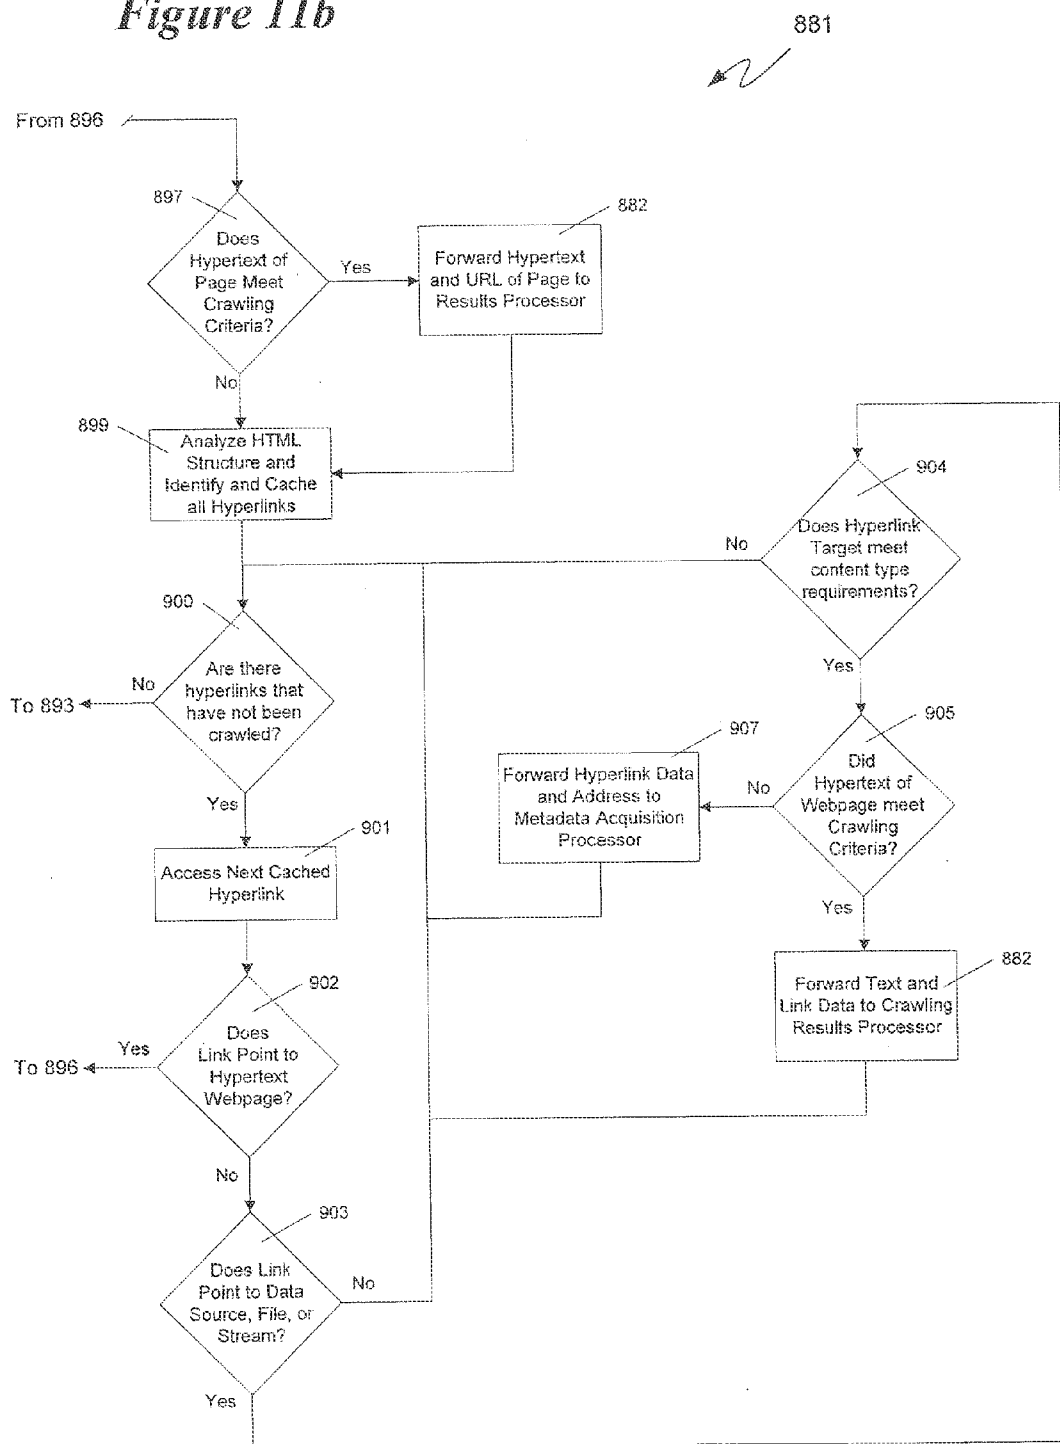 Figure 11b
881
From 896
897
Does
Hypertext of
Page Meet
Crawling
Criteria?
Yes
No
882
Forward Hypertext
and URL of Page to
Results Processor
899
Analyze HTML
Structure and
Identify and Cache
all Hyperlinks
900
Are there
hyperlinks that
have not been
crawled?
No
To 893
Yes
901
Access Next Cached
Hyperlink
902
Does
Link Point to
Hypertext
Webpage?
Yes
To 896
No
903
Does Link
Point to Data
Source, File, or
Stream?
No
Yes
904
Does Hyperlink
Target meet
content type
requirements?
No
Yes
905
Did
Hypertext of
Webpage meet
Crawling
Criteria?
No
Yes
907
Forward Hyperlink Data
and Address to
Metadata Acquisition
Processor
882
Forward Text and
Link Data to Crawling
Results Processor